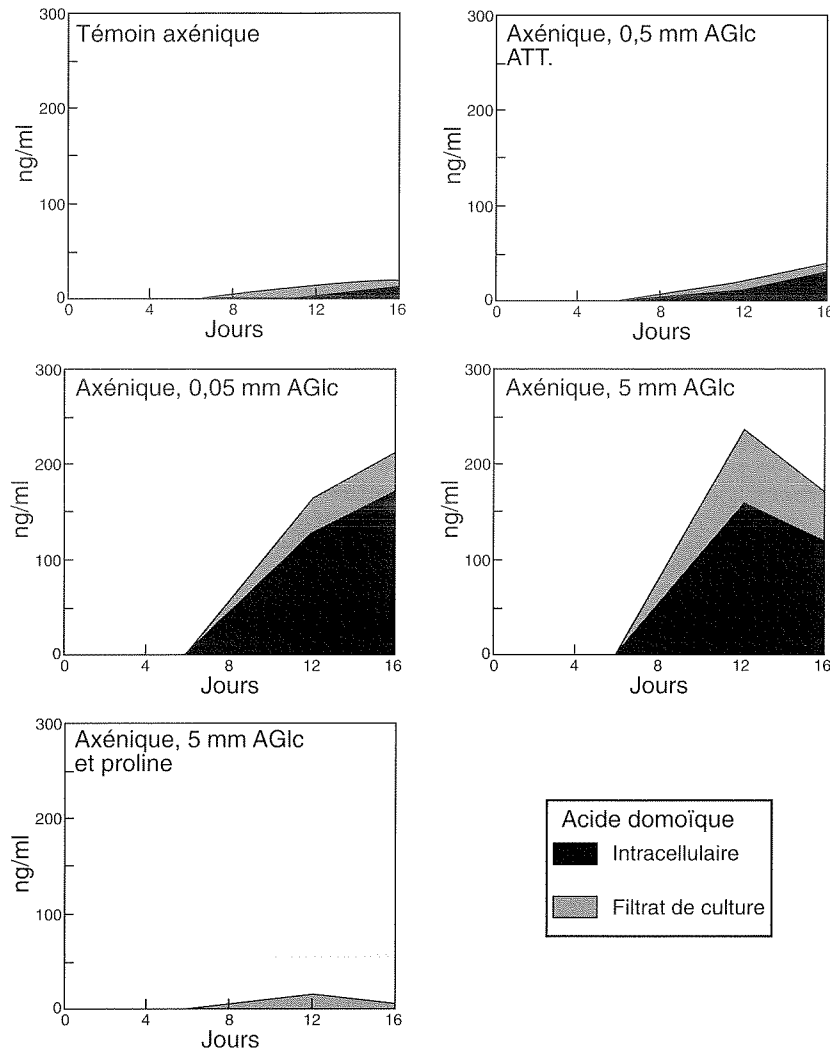 Témoin axénique
300
200
100
0
ng/ml
0 4 8 12 16
Jours
Axénique, 0,5 mm AGlc
ATT.
300
200
100
0
ng/ml
0 4 8 12 16
Jours
Axénique, 0,05 mm AGlc
300
200
100
0
ng/ml
0 4 8 12 16
Jours
Axénique, 5 mm AGlc
300
200
100
0
ng/ml
0 4 8 12 16
Jours
Axénique, 5 mm AGlc
et proline
300
200
100
0
ng/ml
0 4 8 12 16
Jours
Acide domoïque
Intracellulaire
Filtrat de culture